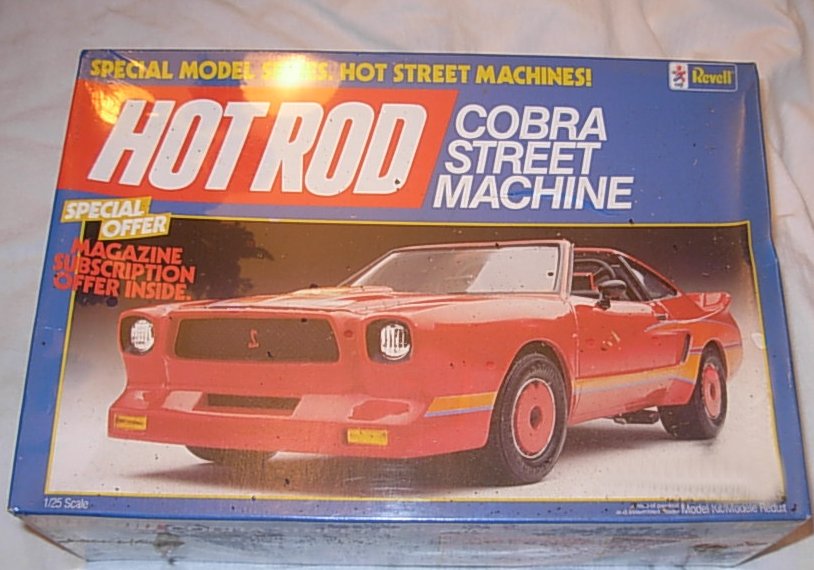 SPECIAL MODEL SERIES. HOT STREET MACHINES!
Revell
HOT ROD
COBRA
STREET
MACHINE
SPECIAL
OFFER
MAGAZINE
SUBSCRIPTION
OFFER INSIDE.
1/25 Scale
Model Kit/Modele Reduit